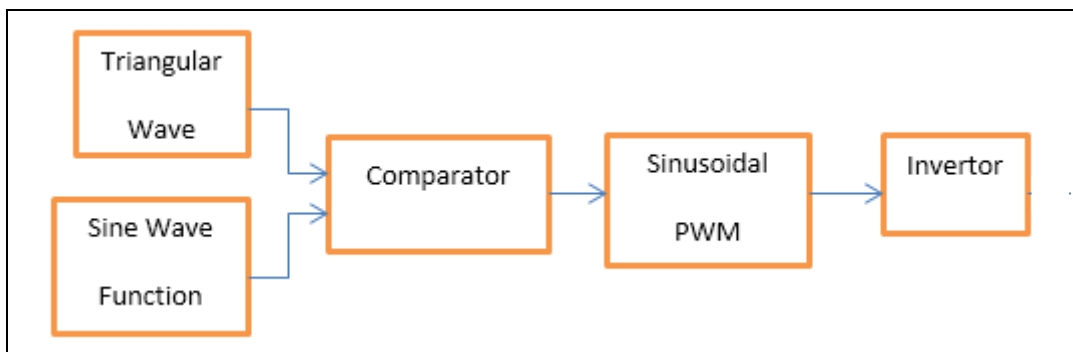 Triangular
Wave
Sine Wave
Function
Comparator
Sinusoidal
PWM
Invertor